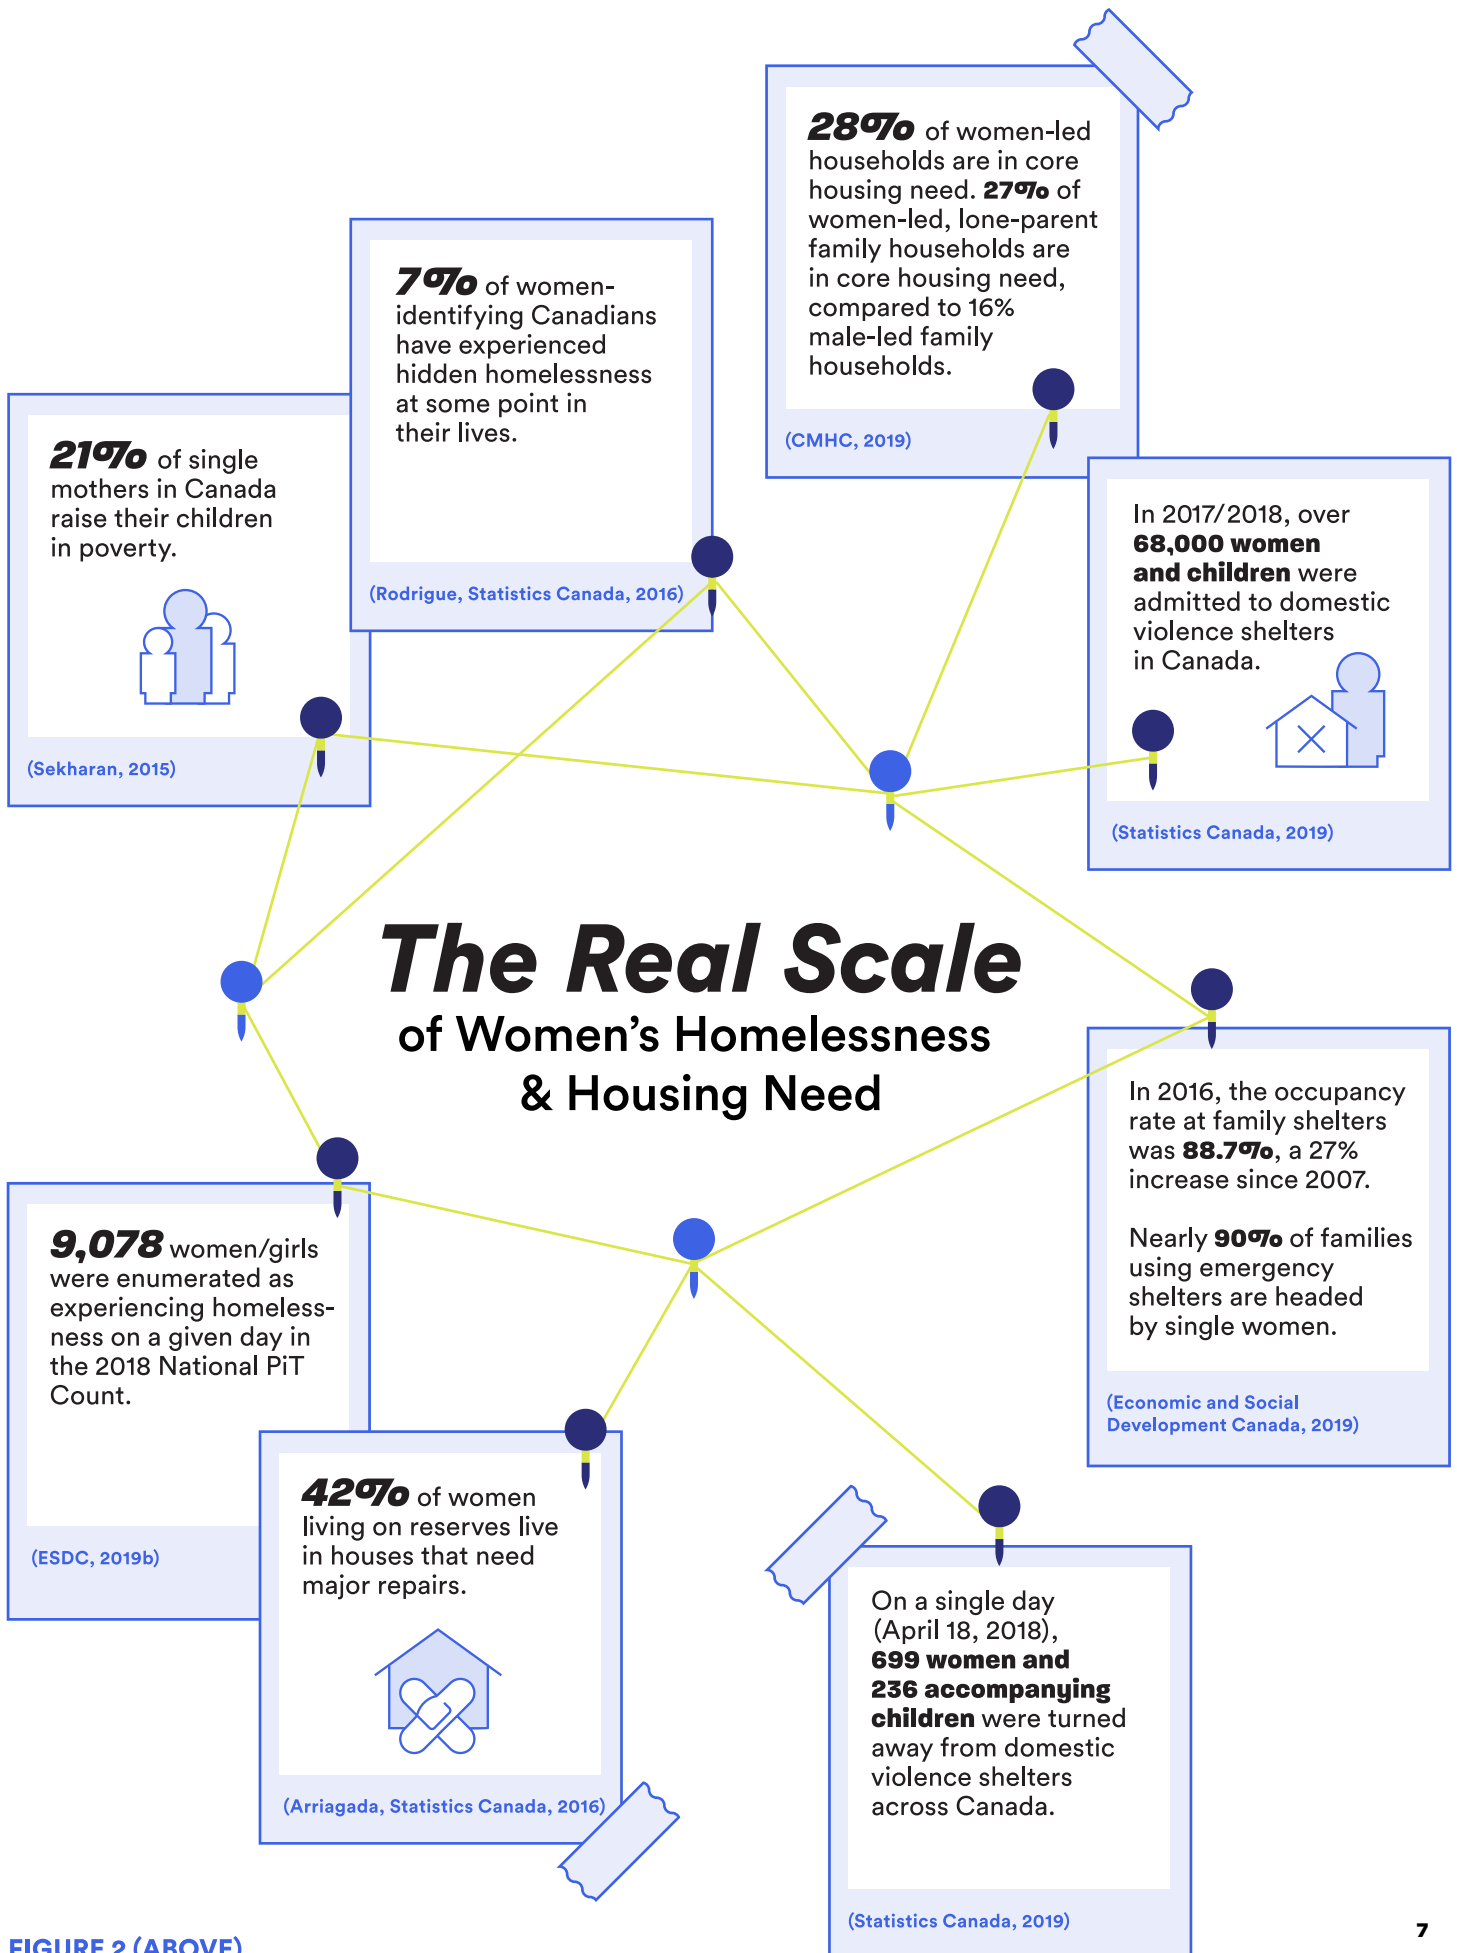 28% of women-led
households are in core
housing need. 27% of
women-led, lone-parent
family households are
in core housing need,
compared to 16%
male-led family
households.
(CMHC, 2019)
7% of women-
identifying Canadians
have experienced
hidden homelessness
at some point in
their lives.
(Rodrigue, Statistics Canada, 2016)
21% of single
mothers in Canada
raise their children
in poverty.
(Sekharan, 2015)
In 2017/2018, over
68,000 women
and children were
admitted to domestic
violence shelters
in Canada.
(Statistics Canada, 2019)
The Real Scale
of Women's Homelessness
& Housing Need
In 2016, the occupancy
rate at family shelters
was 88.7%, a 27%
increase since 2007.
Nearly 90% of families
using emergency
shelters are headed
by single women.
(Economic and Social
Development Canada, 2019)
9,078 women/girls
were enumerated as
experiencing homeless-
ness on a given day in
the 2018 National PiT
Count.
(ESDC, 2019b)
42% of women
living on reserves live
in houses that need
major repairs.
(Arriagada, Statistics Canada, 2016)
On a single day
(April 18, 2018),
699 women and
236 accompanying
children were turned
away from domestic
violence shelters
across Canada.
(Statistics Canada, 2019)
7
FIGURE 2 (ABOVE)